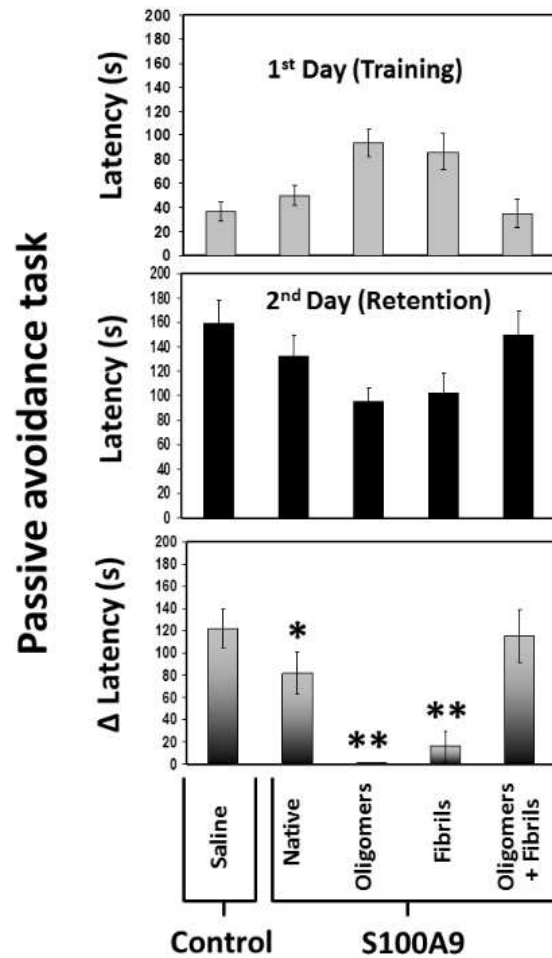 Passive avoidance task
Latency (s)
200
180
160
140
120
100
80
60
40
20
0
1st Day (Training)
Latency (s)
200
180
160
140
120
100
80
60
40
20
0
2nd Day (Retention)
Δ Latency (s)
200
180
160
140
120
100
80
60
40
20
0
*
**
**
Saline
Native
Oligomers
Fibrils
Oligomers
+ Fibrils
Control
S100A9